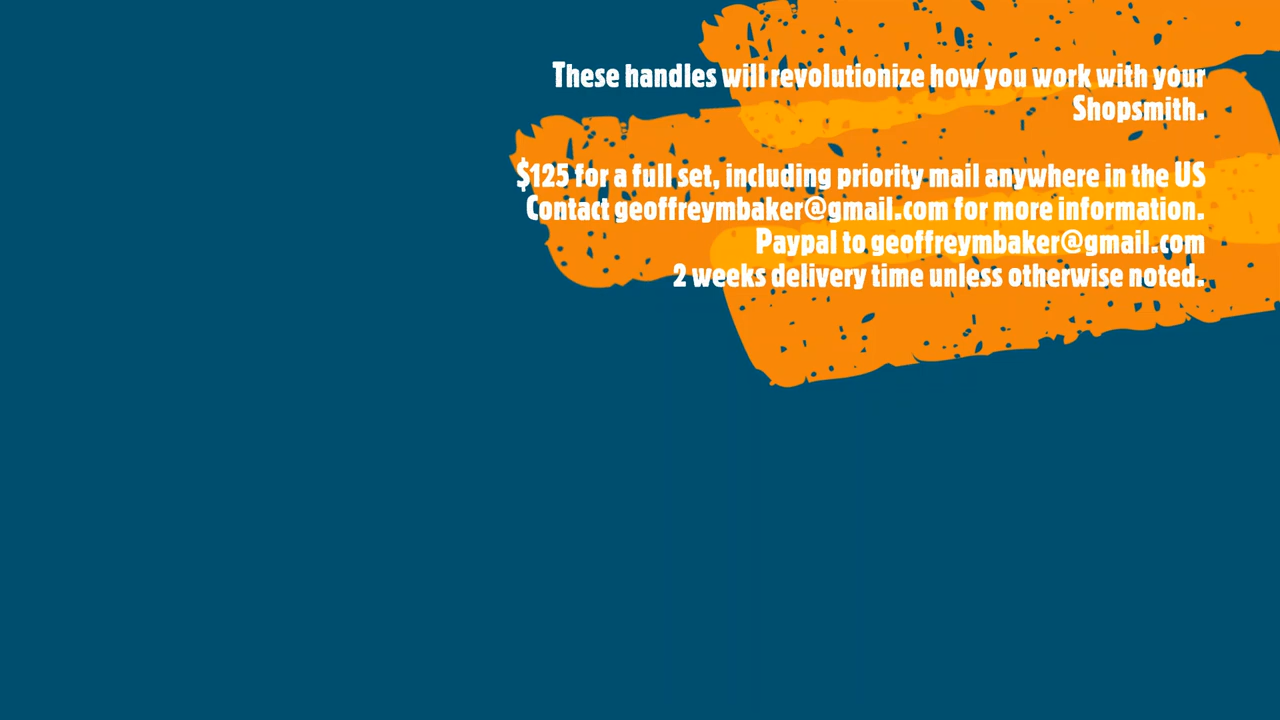 These handles will revolutionize how you work with your
Shopsmith.
$125 for a full set, including priority mail anywhere in the US
Contact geoffreymbaker@gmail.com for more information.
Paypal to geoffreymbaker@gmail.com
2 weeks delivery time unless otherwise noted.